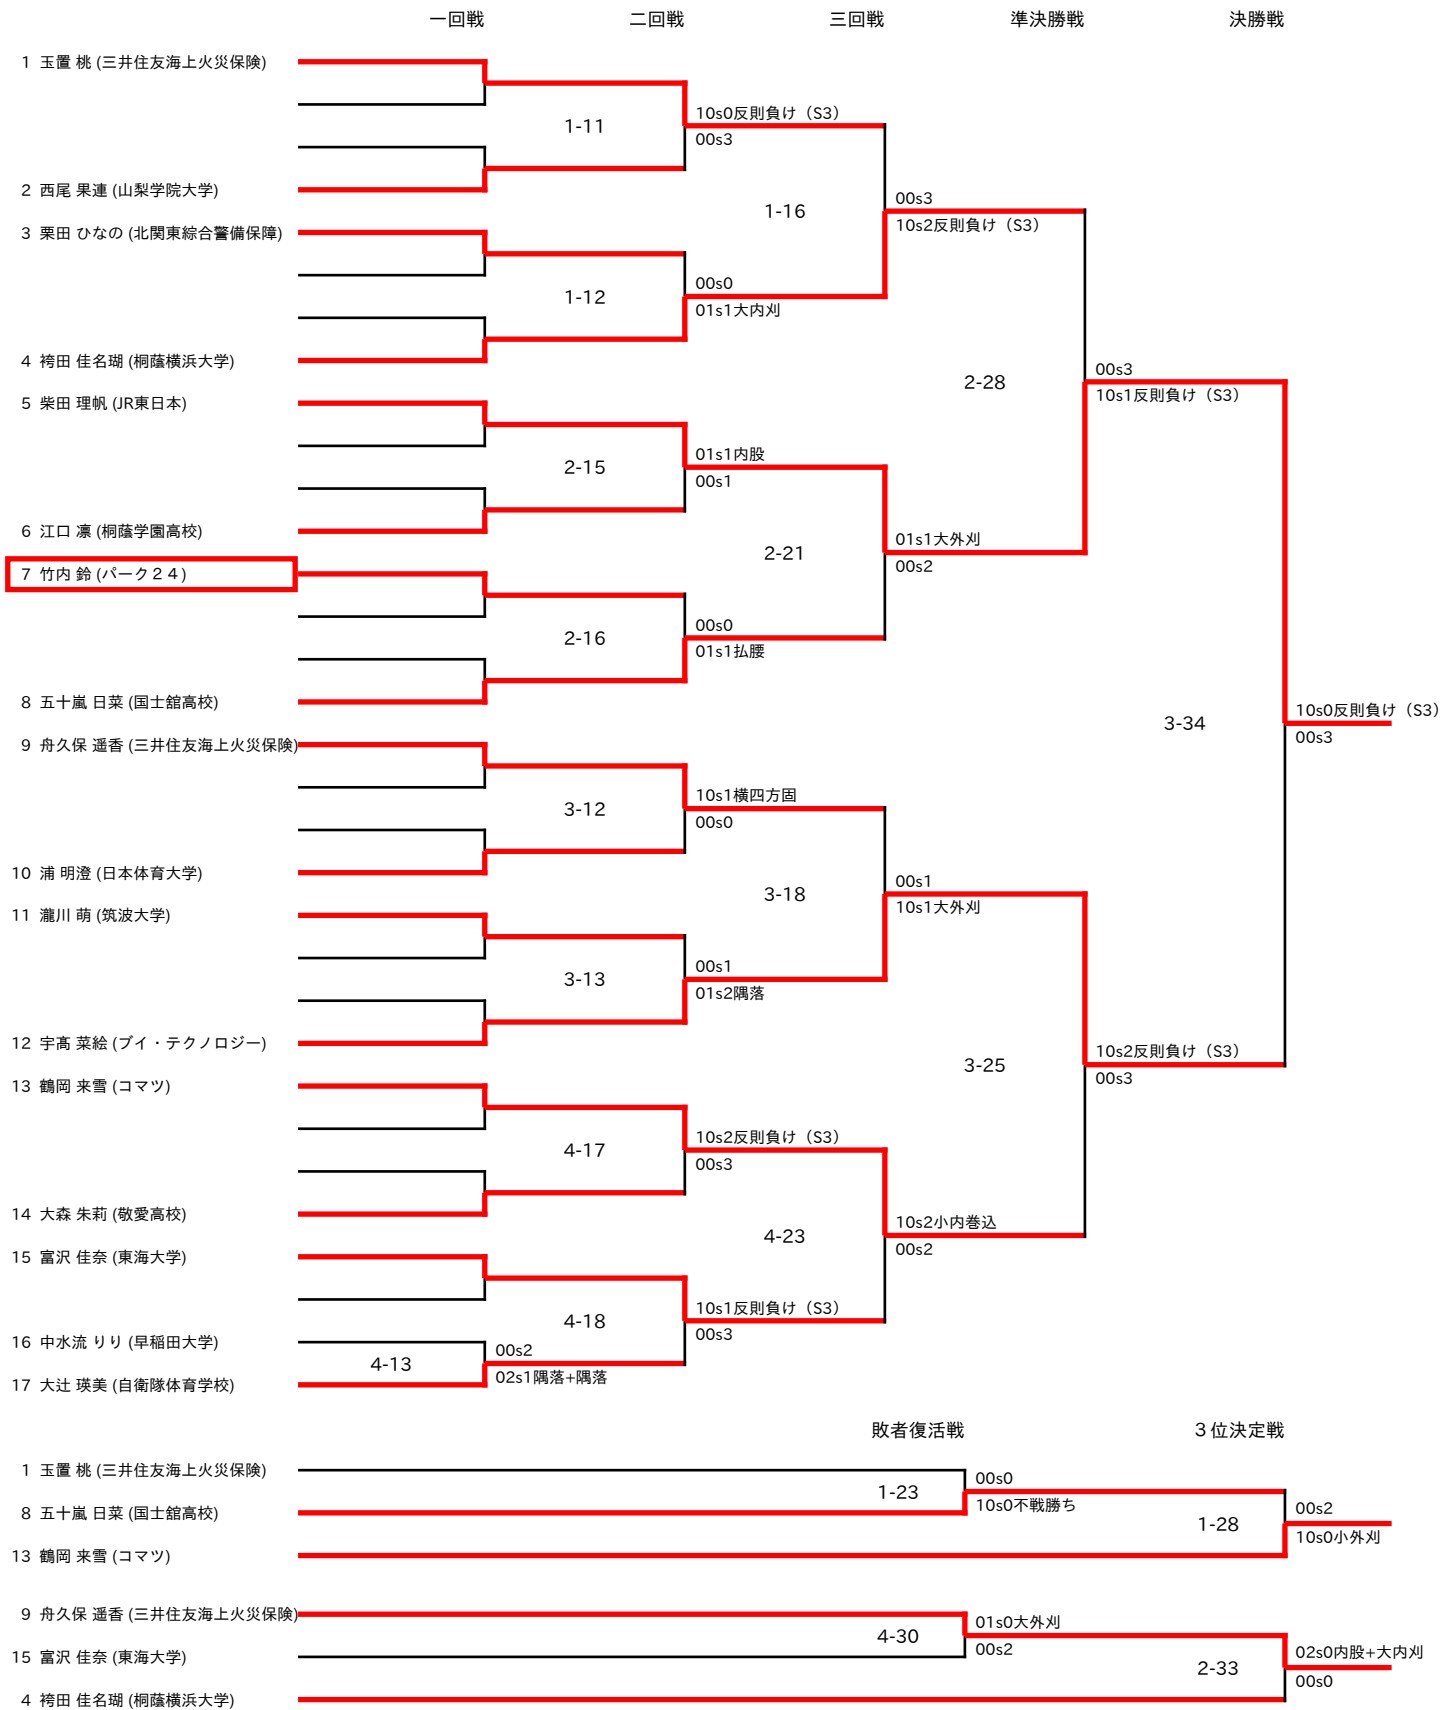 一回戦 二回戦 三回戦 準決勝戦 決勝戦
1 玉置 桃 (三井住友海上火災保険)
10s0反則負け（S3）
1-11
00s3
2 西尾 果連 (山梨学院大学)
00s3
1-16
10s2反則負け（S3）
3 栗田 ひなの (北関東綜合警備保障)
00s0
1-12
01s1大内刈
4 袴田 佳名瑚 (桐蔭横浜大学)
00s3
2-28
10s1反則負け（S3）
5 柴田 理帆 (JR東日本)
01s1内股
2-15
00s1
6 江口 凛 (桐蔭学園高校)
01s1大外刈
2-21
00s2
7 竹内 鈴 (パーク２４)
00s0
2-16
01s1払腰
8 五十嵐 日菜 (国士舘高校)
10s0反則負け（S3）
3-34
00s3
9 舟久保 遥香 (三井住友海上火災保険)
10s1横四方固
3-12
00s0
10 浦 明澄 (日本体育大学)
00s1
3-18
10s1大外刈
11 瀧川 萌 (筑波大学)
00s1
3-13
01s2隅落
12 宇髙 菜絵 (ブイ・テクノロジー)
10s2反則負け（S3）
3-25
00s3
13 鶴岡 来雪 (コマツ)
10s2反則負け（S3）
4-17
00s3
14 大森 朱莉 (敬愛高校)
10s2小内巻込
4-23
00s2
15 富沢 佳奈 (東海大学)
10s1反則負け（S3）
4-18
00s3
16 中水流 りり (早稲田大学)
00s2
4-13
02s1隅落+隅落
17 大辻 瑛美 (自衛隊体育学校)
敗者復活戦 ３位決定戦
1 玉置 桃 (三井住友海上火災保険)
00s0
1-23
10s0不戦勝ち
8 五十嵐 日菜 (国士舘高校)
00s2
1-28
10s0小外刈
13 鶴岡 来雪 (コマツ)
9 舟久保 遥香 (三井住友海上火災保険)
01s0大外刈
4-30
00s2
15 富沢 佳奈 (東海大学)
02s0内股+大内刈
2-33
00s0
4 袴田 佳名瑚 (桐蔭横浜大学)